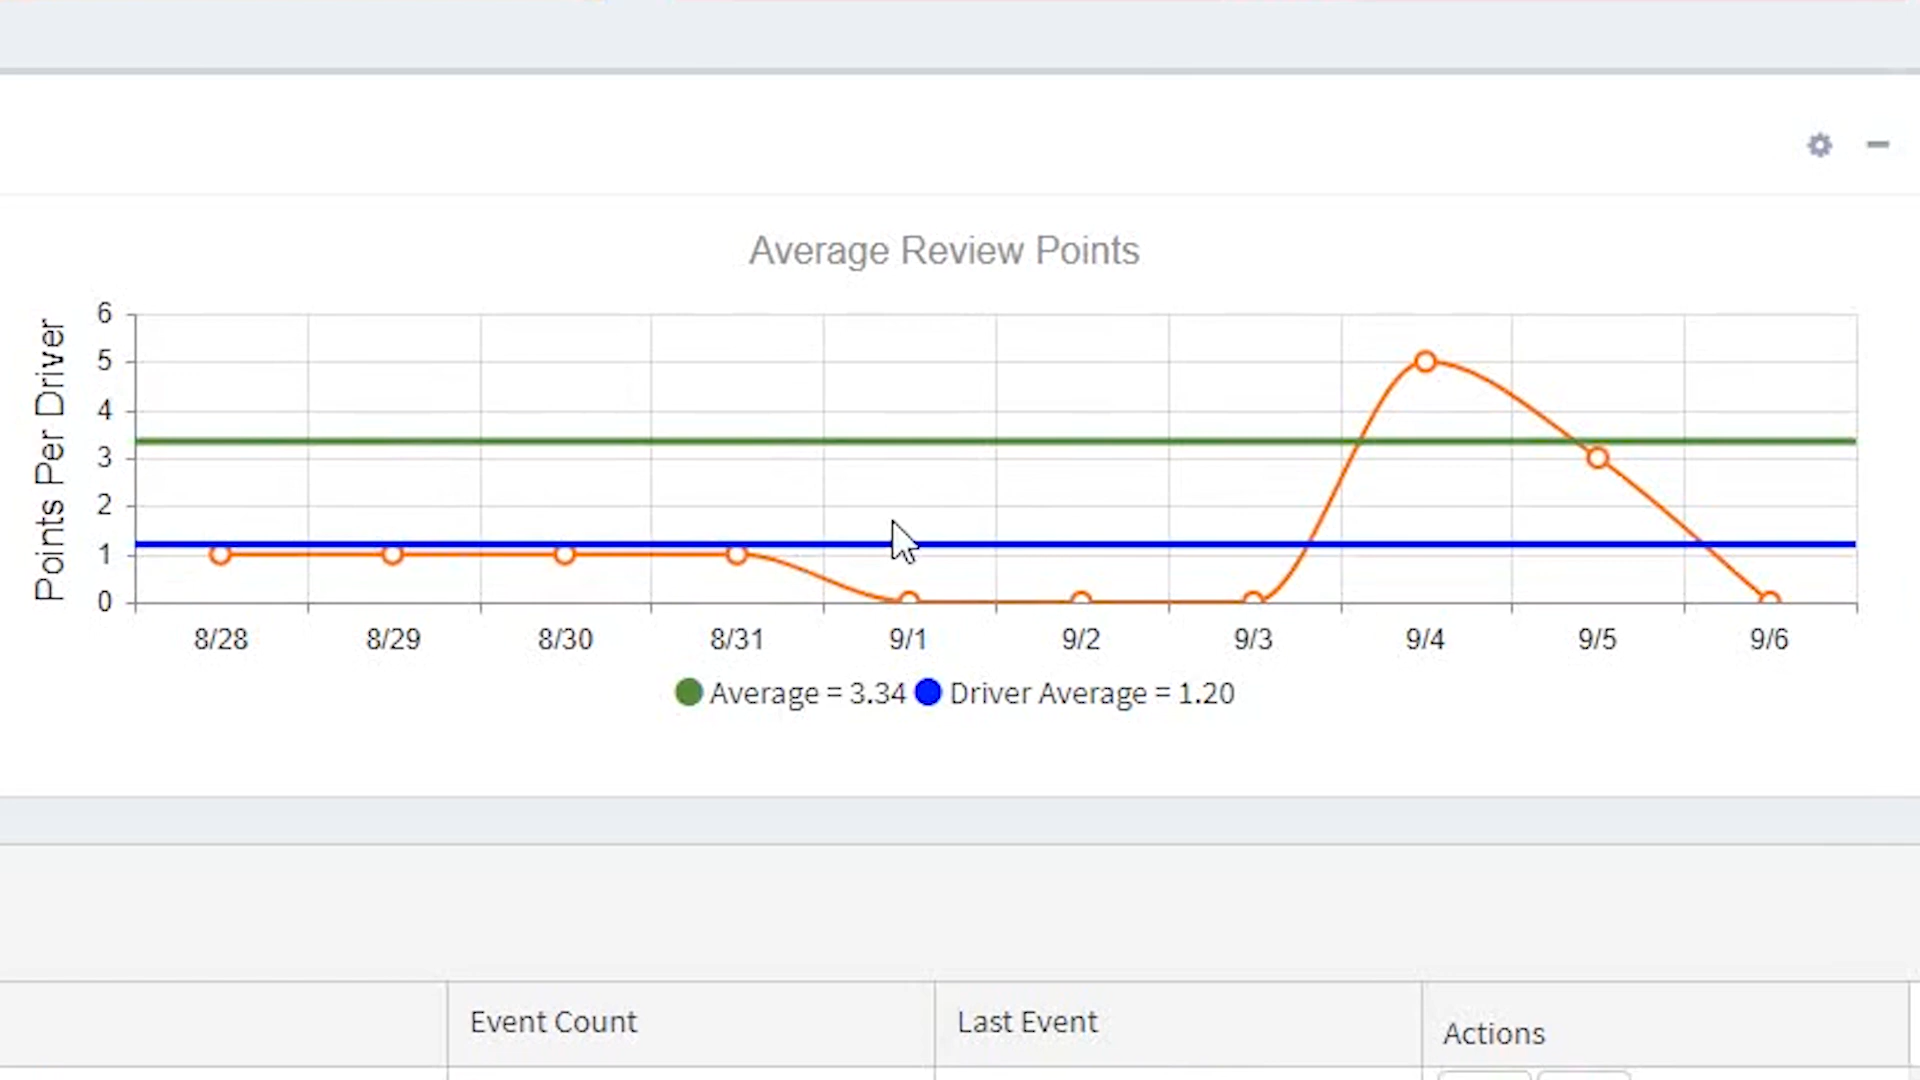 Average Review Points
Points Per Driver
6
5
4
3
2
1
0
8/28 8/29 8/30 8/31 9/1 9/2 9/3 9/4 9/5 9/6
Average = 3.34 Driver Average = 1.20
Event Count Last Event Actions